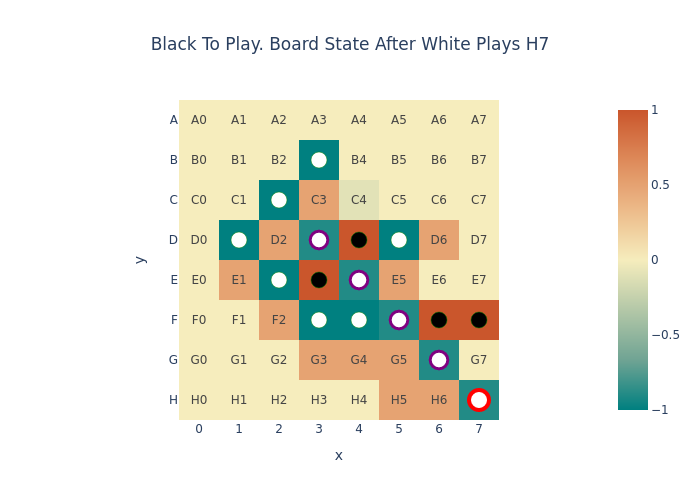 Black To Play. Board State After White Plays H7
A A0 A1 A2 A3 A4 A5 A6 A7
B B0 B1 B2 B4 B5 B6 B7
C C0 C1 C3 C4 C5 C6 C7
D D0 D2 D6 D7
E E0 E1 E5 E6 E7
F F0 F1 F2
G G0 G1 G2 G3 G4 G5 G7
H H0 H1 H2 H3 H4 H5 H6
0 1 2 3 4 5 6 7
x
y
1
0.5
0
−0.5
−1